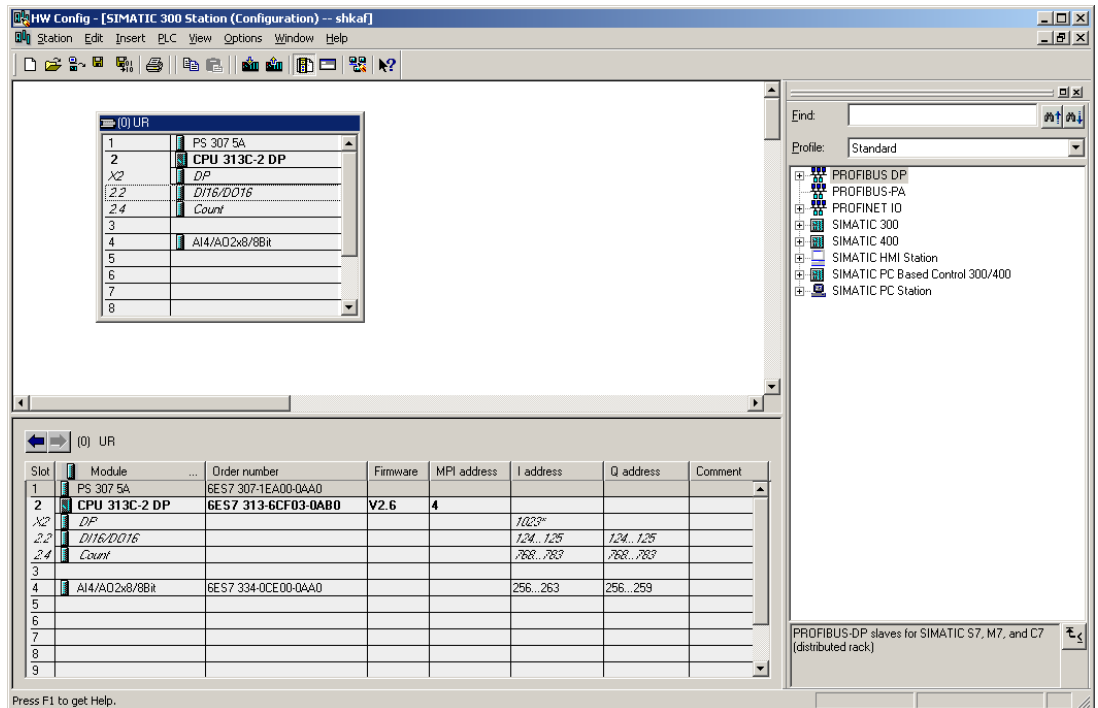 HW Config - [SIMATIC 300 Station (Configuration) -- shkaf]
Station Edit Insert PLC View Options Window Help
(0) UR
1 PS 307 5A
2 CPU 313C-2 DP
X2 DP
2.2 DI16/DO16
2.4 Count
3
4 AI4/AO2x8/8Bit
5
6
7
8
Find:
Profile: Standard
PROFIBUS DP
PROFIBUS-PA
PROFINET IO
SIMATIC 300
SIMATIC 400
SIMATIC HMI Station
SIMATIC PC Based Control 300/400
SIMATIC PC Station
(0) UR
Slot Module ... Order number Firmware MPI address I address Q address Comment
1 PS 307 5A 6ES7 307-1EA00-0AA0
2 CPU 313C-2 DP 6ES7 313-6CF03-0AB0 V2.6 4
X2 DP 1023*
2.2 DI16/DO16 124...125 124...125
2.4 Count 768...783 768...783
3
4 AI4/AO2x8/8Bit 6ES7 334-0CE00-0AA0 256...263 256...259
5
6
7
8
9
PROFIBUS-DP slaves for SIMATIC S7, M7, and C7
(distributed rack)
Press F1 to get Help.